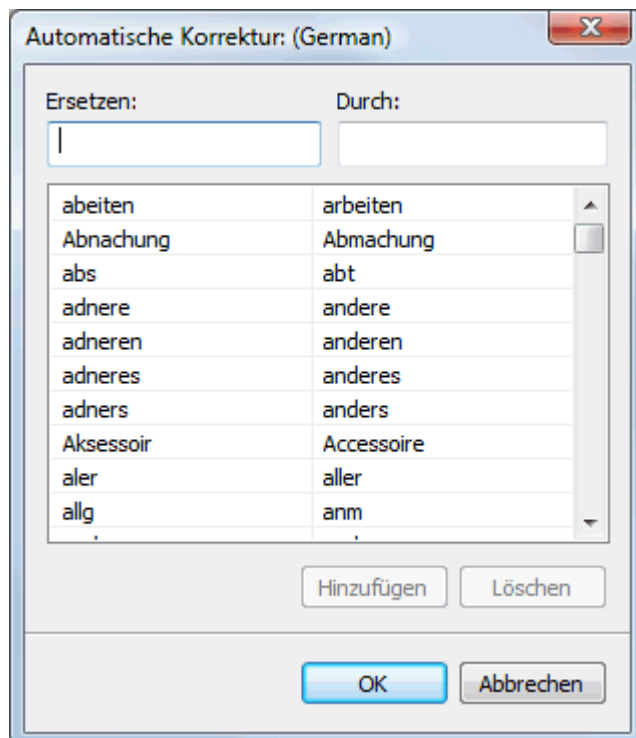 Automatische Korrektur: (German)
Ersetzen: Durch:
abeiten arbeiten
Abnachung Abmachung
abs abt
adnere andere
adneren anderen
adneres anderes
adners anders
Aksessoir Accessoire
aler aller
allg anm
Hinzufügen Löschen
OK Abbrechen